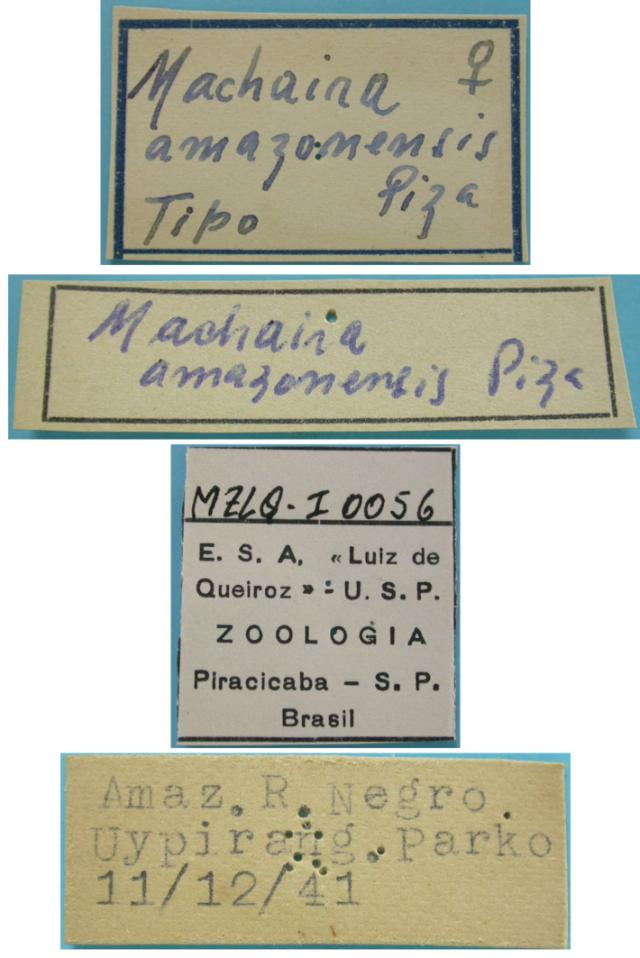 Machaira ♀
amazonensis
Tipo Piza
Machaira
amazonensis Piza
MZLQ-I 0056
E. S. A. « Luiz de
Queiroz » - U. S. P.
ZOOLOGIA
Piracicaba – S. P.
Brasil
Amaz. R. Negro.
Uypirang. Parko
11/12/41